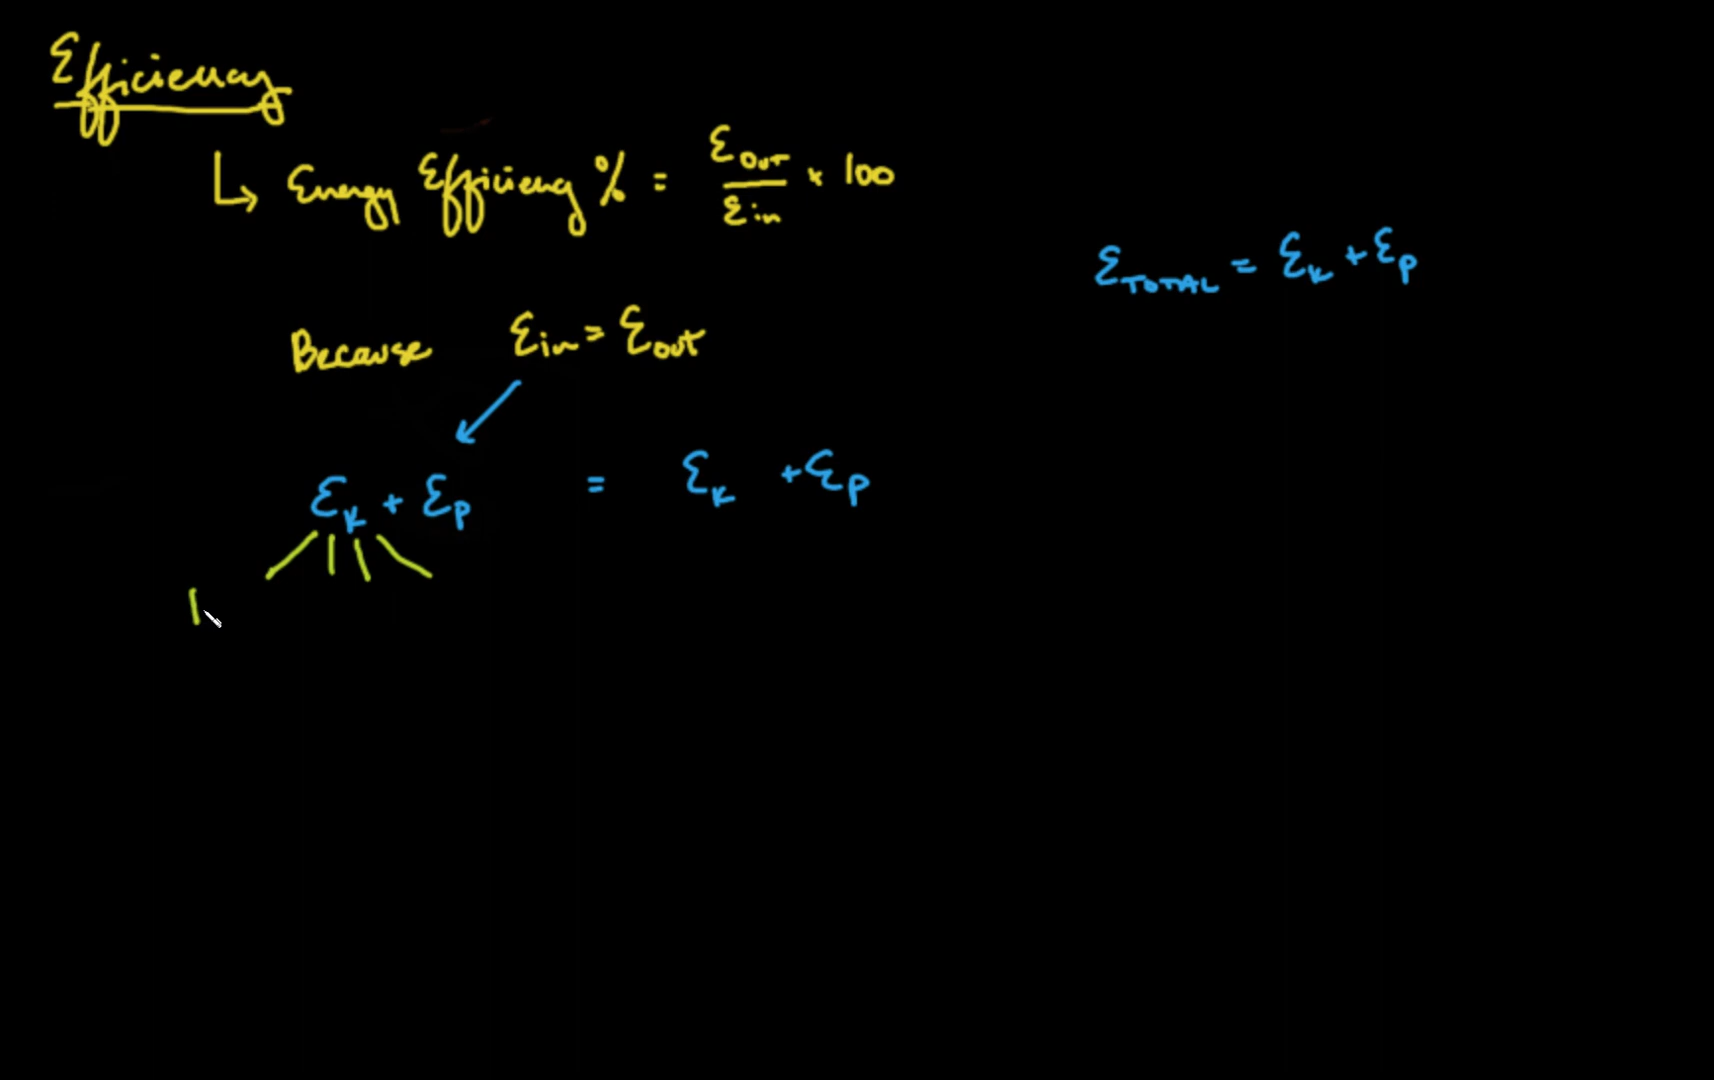 Efficiency
↳ Energy Efficiency % = Eout/Ein × 100
ETOTAL = Ek + Ep
Because Ein = Eout
Ek + Ep = Ek + Ep